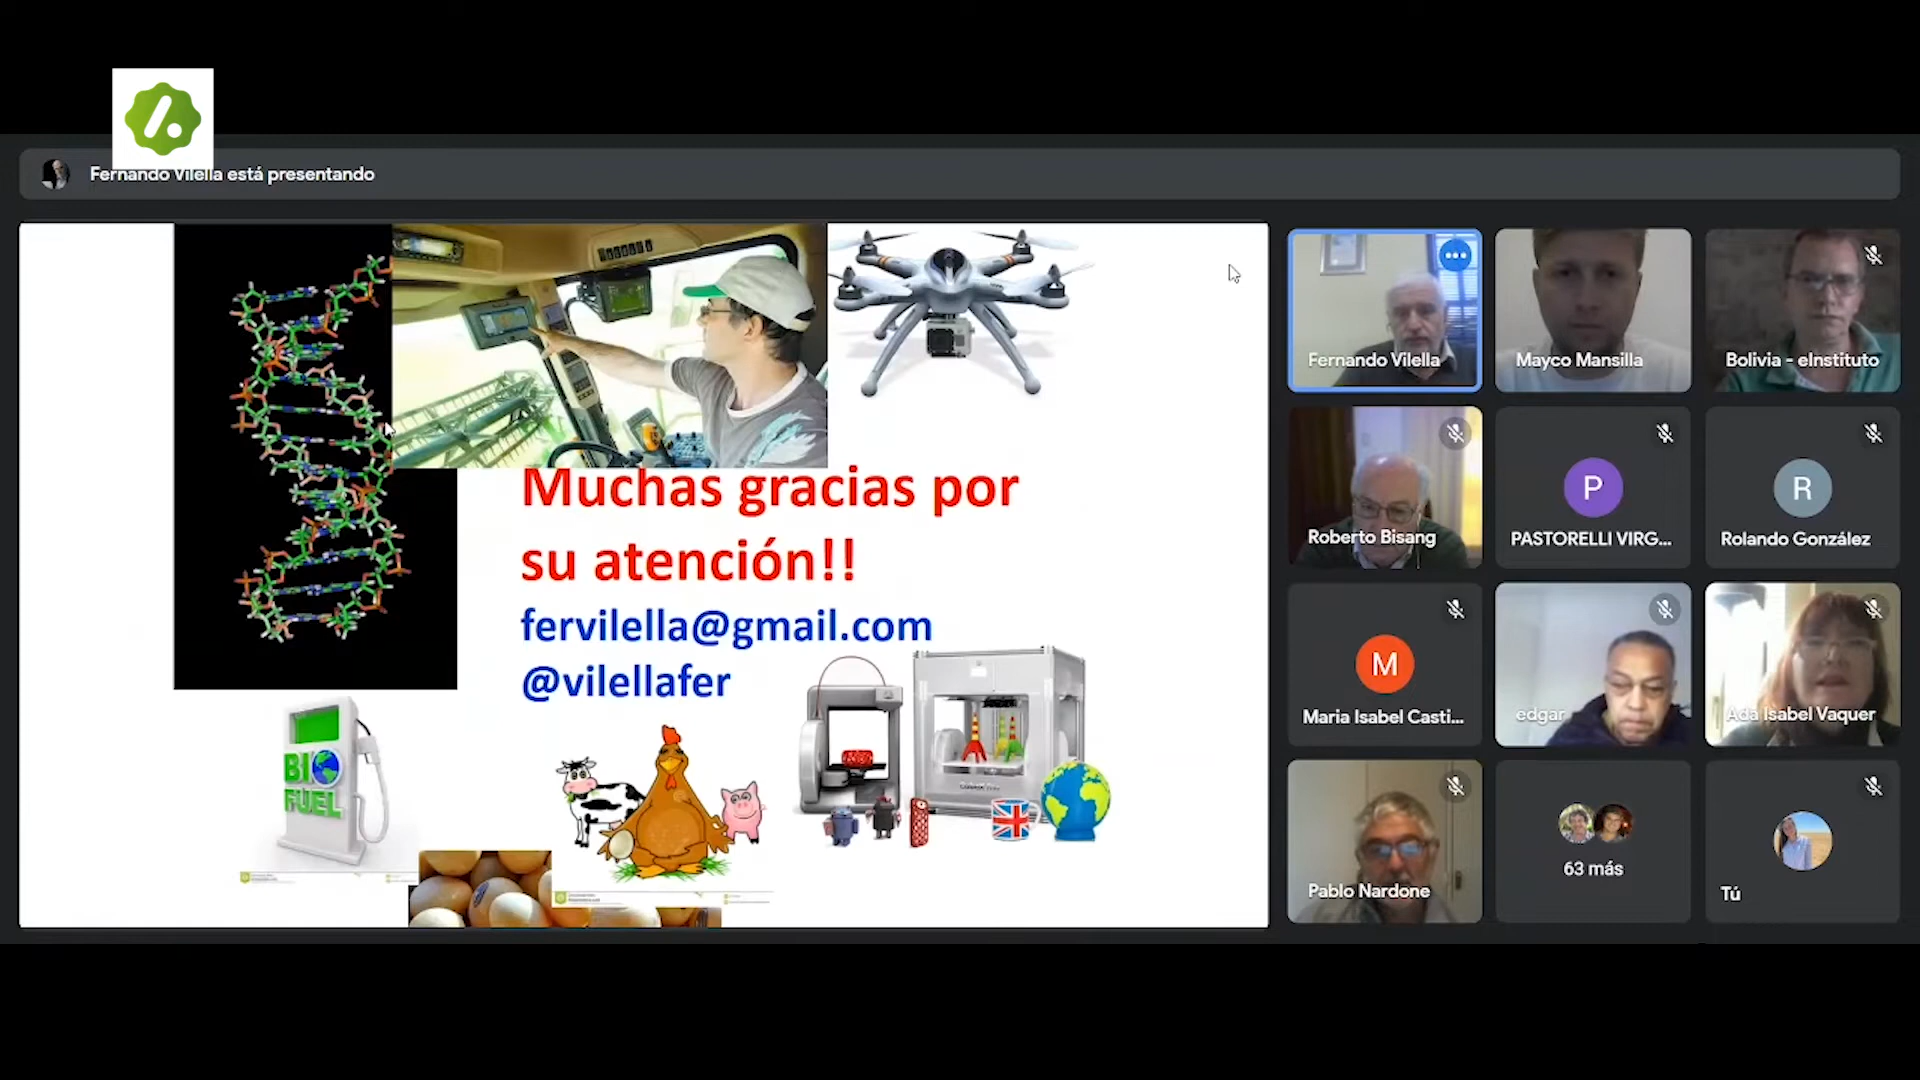 Fernando Vilella está presentando
Muchas gracias por
su atención!!
fervilella@gmail.com
@vilellafer
BIO
FUEL
Fernando Vilella
Mayco Mansilla
Bolivia - eInstituto
Roberto Bisang
P
PASTORELLI VIRG...
R
Rolando González
M
Maria Isabel Casti...
edgar
Ada Isabel Vaquer
Pablo Nardone
63 más
Tú